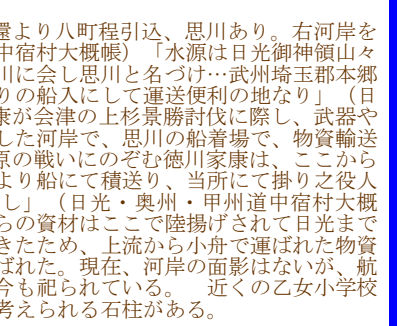 還より八町程引込、思川あり。右河岸を
中宿村大概帳）「水源は日光御神領山々
川に会し思川と名づけ…武州埼玉郡本郷
りの船入にして運送便利の地なり」（日
康が会津の上杉景勝討伐に際し、武器や
した河岸で、思川の船着場で、物資輸送
原の戦いにのぞむ徳川家康は、ここから
より船にて積送り、当所にて掛り之役人
し」（日光・奥州・甲州道中宿村大概
らの資材はここで陸揚げされて日光まで
きたため、上流から小舟で運ばれた物資
ばれた。現在、河岸の面影はないが、航
今も祀られている。　近くの乙女小学校
考えられる石柱がある。